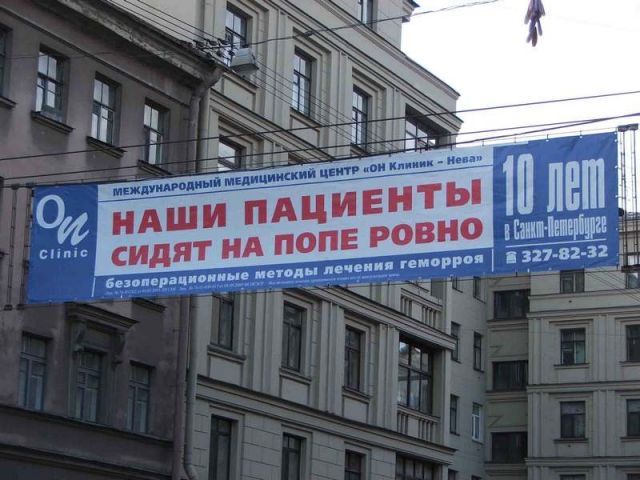 МЕЖДУНАРОДНЫЙ МЕДИЦИНСКИЙ ЦЕНТР «ОН Клиник – Нева»
On
Clinic
НАШИ ПАЦИЕНТЫ
СИДЯТ НА ПОПЕ РОВНО
безоперационные методы лечения геморроя
10 лет
в Санкт-Петербурге
327-82-32